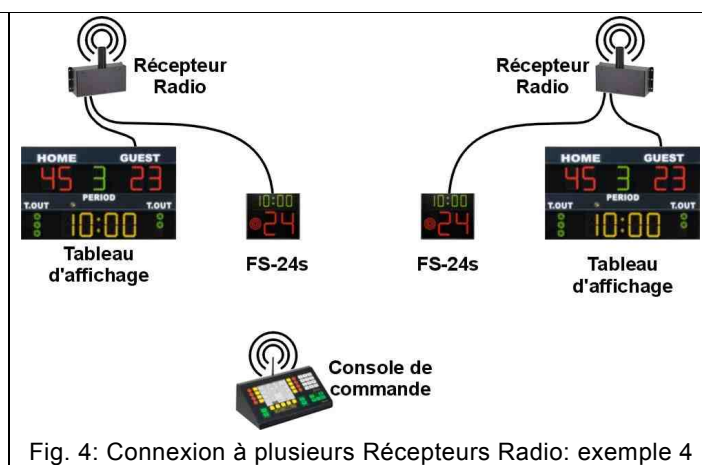 Récepteur
Radio
Récepteur
Radio
HOME GUEST
45 3 23
PERIOD
T.OUT T.OUT
10:00
10:00
24
10:00
24
HOME GUEST
45 3 23
PERIOD
T.OUT T.OUT
10:00
Tableau
d'affichage
FS-24s
FS-24s
Tableau
d'affichage
Console de
commande
Fig. 4: Connexion à plusieurs Récepteurs Radio: exemple 4